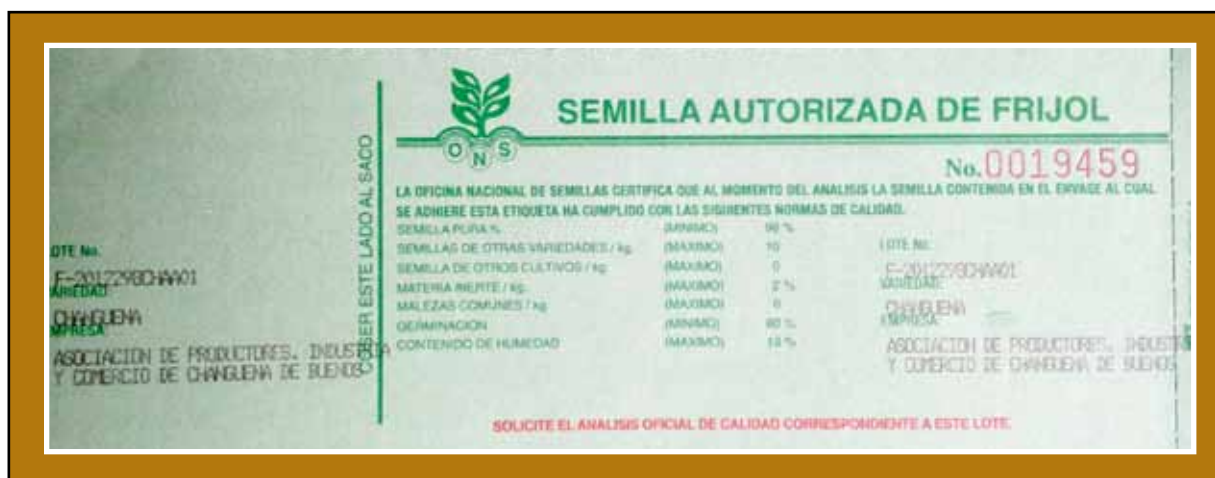 SEMILLA AUTORIZADA DE FRIJOL
O N S
No.0019459
LA OFICINA NACIONAL DE SEMILLAS CERTIFICA QUE AL MOMENTO DEL ANALISIS LA SEMILLA CONTENIDA EN EL ENVASE AL CUAL
SE ADHIERE ESTA ETIQUETA HA CUMPLIDO CON LAS SIGUIENTES NORMAS DE CALIDAD.
SEMILLA PURA % (MINIMO) 98 %
SEMILLAS DE OTRAS VARIEDADES / kg (MAXIMO) 10
SEMILLA DE OTROS CULTIVOS / kg (MAXIMO) 0
MATERIA INERTE / kg (MAXIMO) 2 %
MALEZAS COMUNES / kg (MAXIMO) 0
GERMINACION (MINIMO) 80 %
CONTENIDO DE HUMEDAD (MAXIMO) 13 %
SOLICITE EL ANALISIS OFICIAL DE CALIDAD CORRESPONDIENTE A ESTE LOTE.
COSER ESTE LADO AL SACO
OTE No.
VARIEDAD
CHANGUENA
MPRESA
ASOCIACION DE PRODUCTORES, INDUSTRIA
Y COMERCIO DE CHANGUENA DE BUENOS
LOTE No.
VARIEDAD
CHANGUENA
EMPRESA
ASOCIACION DE PRODUCTORES, INDUSTR
Y COMERCIO DE CHANGUENA DE BUENOS